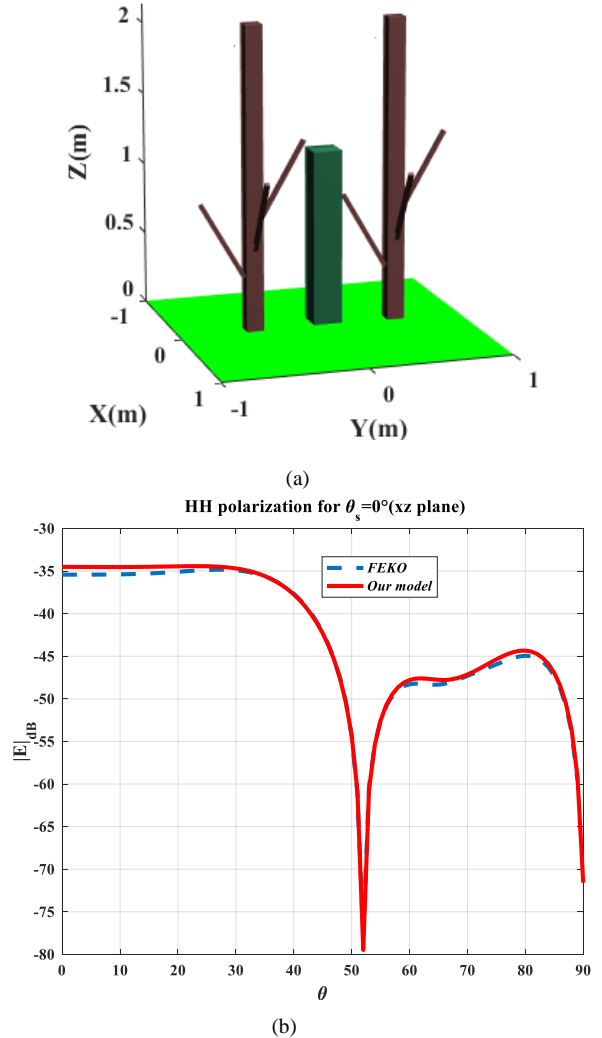 2
1.5
1
0.5
0
Z(m)
-1
0
1
X(m)
-1
0
1
Y(m)
(a)
HH polarization for θs=0°(xz plane)
-30
-35
-40
-45
-50
-55
-60
-65
-70
-75
-80
|E|dB
FEKO
Our model
0 10 20 30 40 50 60 70 80 90
θ
(b)